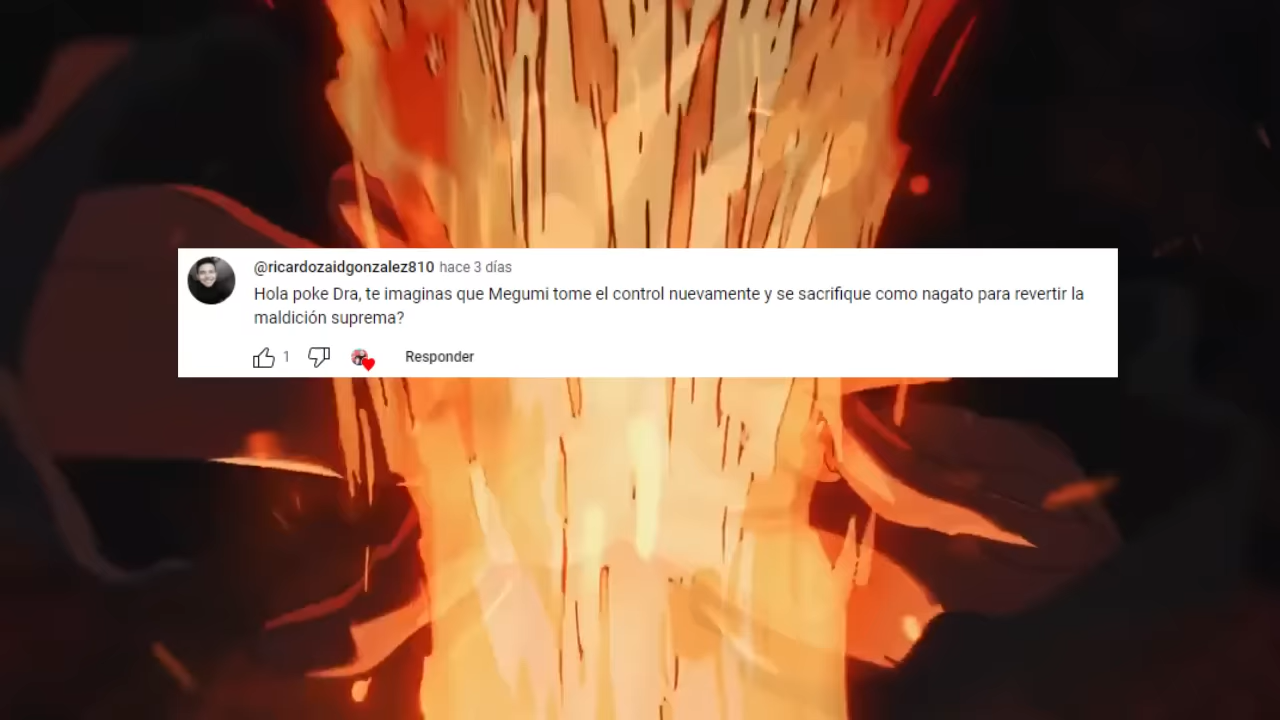 @ricardozaidgonzalez810 hace 3 días
Hola poke Dra, te imaginas que Megumi tome el control nuevamente y se sacrifique como nagato para revertir la
maldición suprema?
1 Responder